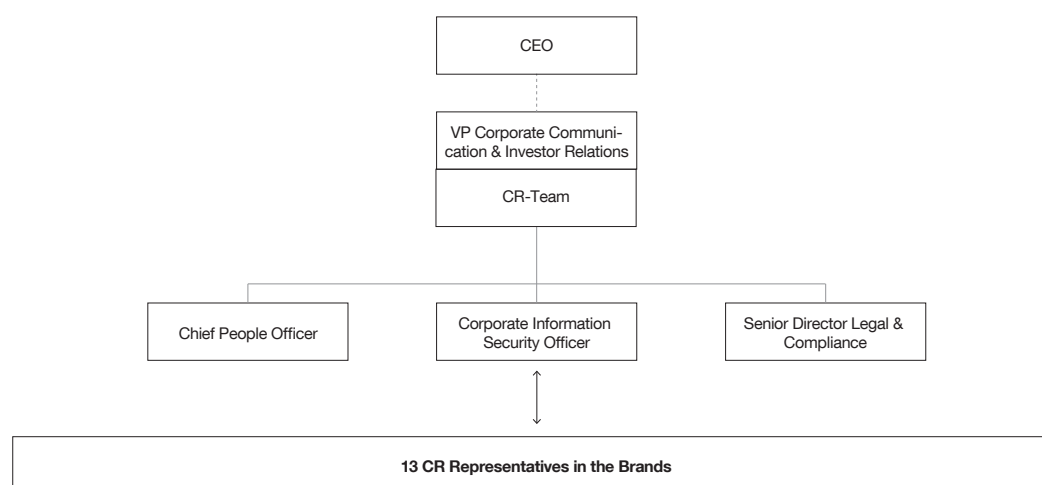 CEO
VP Corporate Communi-
cation & Investor Relations
CR-Team
Chief People Officer
Corporate Information
Security Officer
Senior Director Legal &
Compliance
13 CR Representatives in the Brands